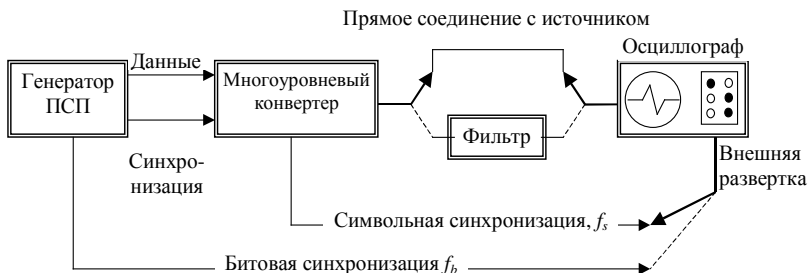 Прямое соединение с источником
Осциллограф
Данные
Генератор
ПСП
Многоуровневый
конвертер
Фильтр
Синхро-
низация
Внешняя
развертка
Символьная синхронизация, fs
Битовая синхронизация fb